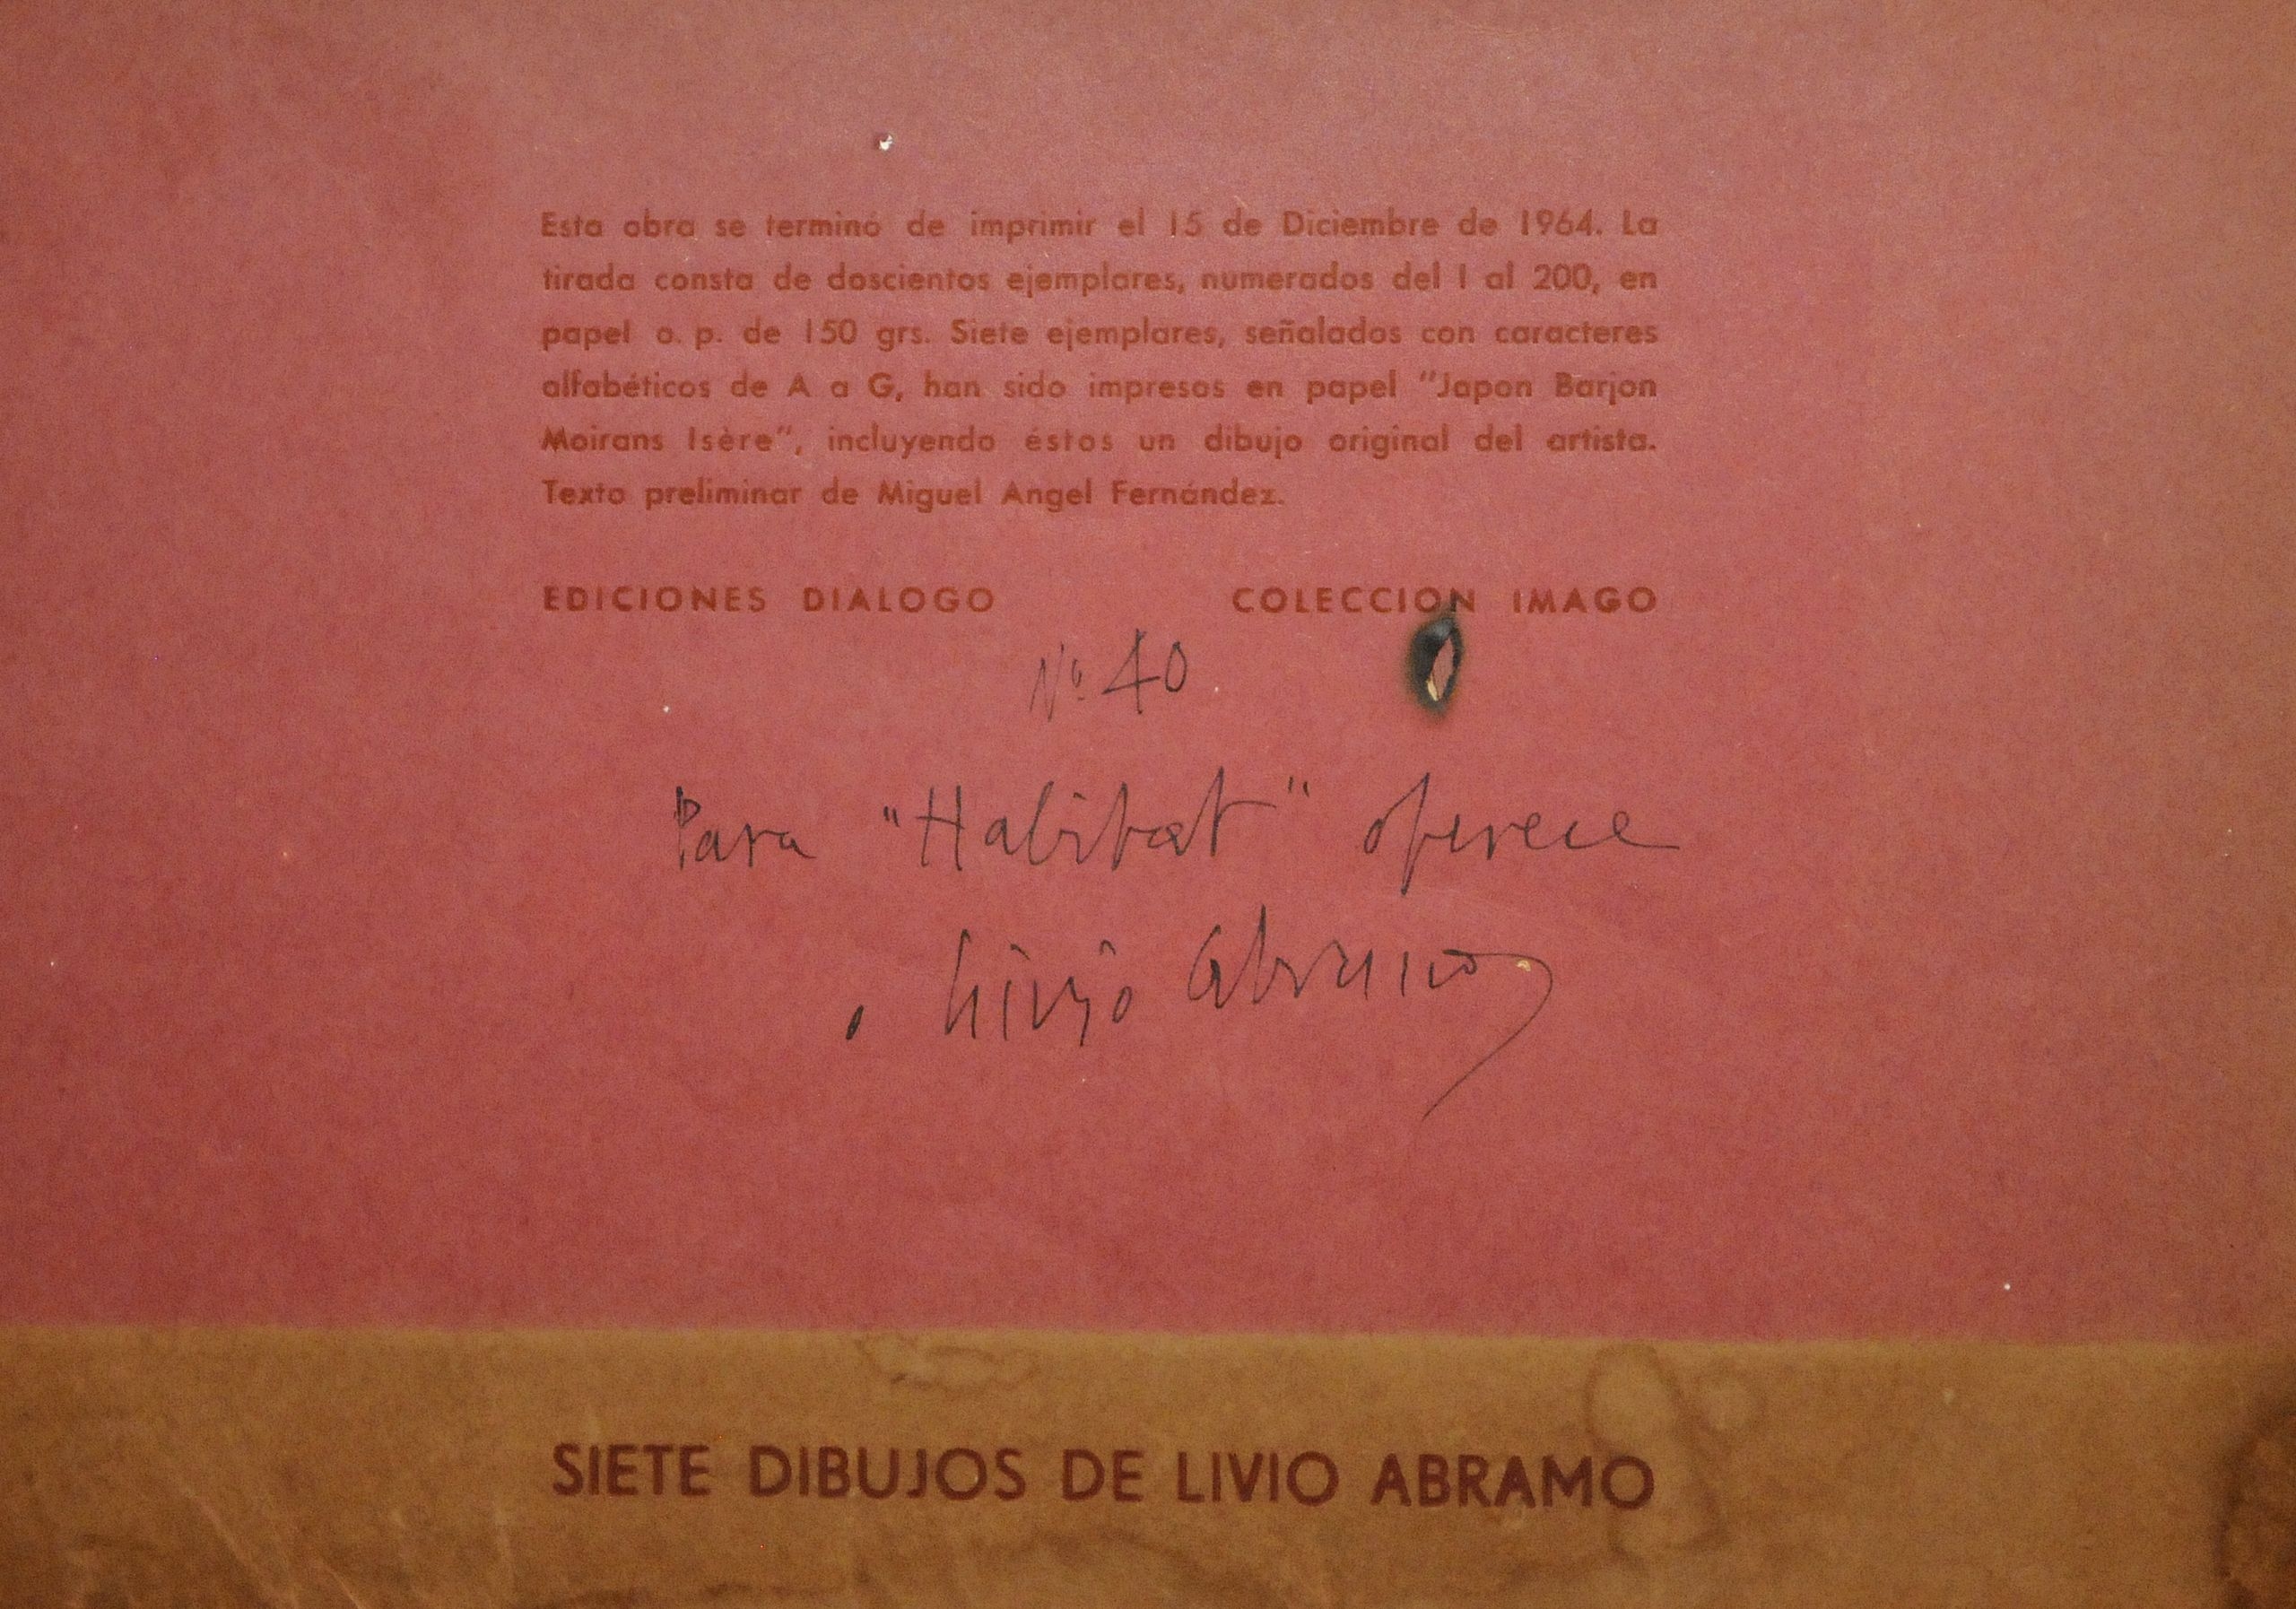 Esta obra se terminó de imprimir el 15 de Diciembre de 1964. La
tirada consta de doscientos ejemplares, numerados del 1 al 200, en
papel o. p. de 150 grs. Siete ejemplares, señalados con caracteres
alfabéticos de A a G, han sido impresos en papel "Japon Barjon
Moirans Isère", incluyendo éstos un dibujo original del artista.
Texto preliminar de Miguel Angel Fernández.
EDICIONES DIALOGO COLECCION IMAGO
Nº 40
Para "Habitat" oferece
Livio Abramo
SIETE DIBUJOS DE LIVIO ABRAMO